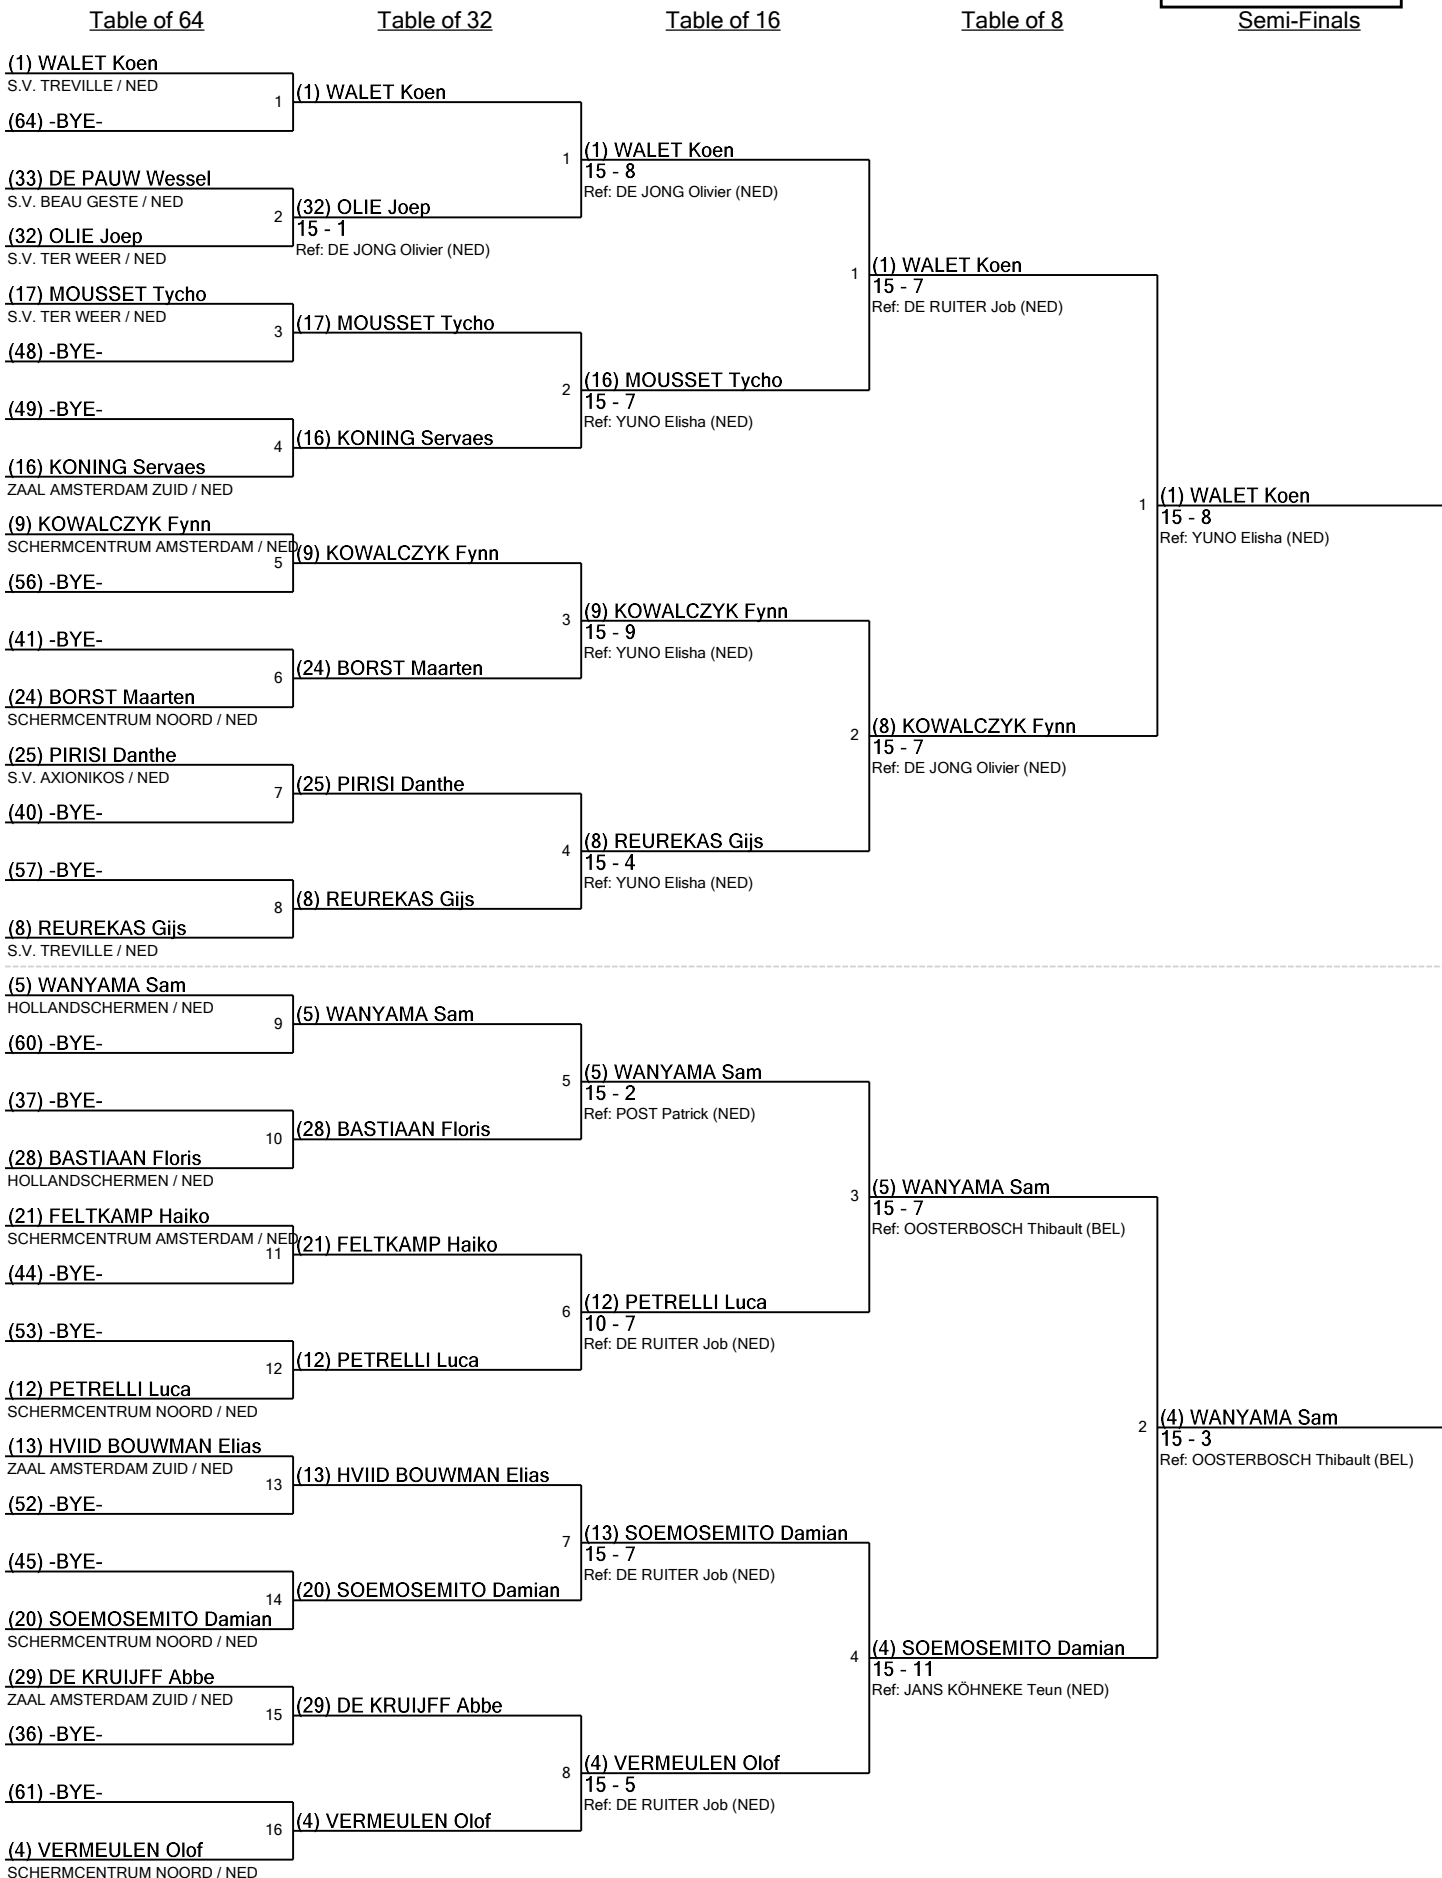 Table of 64
Table of 32
Table of 16
Table of 8
Semi-Finals
(1) WALET Koen
S.V. TREVILLE / NED
1
(64) -BYE-
(33) DE PAUW Wessel
S.V. BEAU GESTE / NED
2
(32) OLIE Joep
S.V. TER WEER / NED
(17) MOUSSET Tycho
S.V. TER WEER / NED
3
(48) -BYE-
(49) -BYE-
4
(16) KONING Servaes
ZAAL AMSTERDAM ZUID / NED
(9) KOWALCZYK Fynn
SCHERMCENTRUM AMSTERDAM / NED
5
(56) -BYE-
(41) -BYE-
6
(24) BORST Maarten
SCHERMCENTRUM NOORD / NED
(25) PIRISI Danthe
S.V. AXIONIKOS / NED
7
(40) -BYE-
(57) -BYE-
8
(8) REUREKAS Gijs
S.V. TREVILLE / NED
(5) WANYAMA Sam
HOLLANDSCHERMEN / NED
9
(60) -BYE-
(37) -BYE-
10
(28) BASTIAAN Floris
HOLLANDSCHERMEN / NED
(21) FELTKAMP Haiko
SCHERMCENTRUM AMSTERDAM / NED
11
(44) -BYE-
(53) -BYE-
12
(12) PETRELLI Luca
SCHERMCENTRUM NOORD / NED
(13) HVIID BOUWMAN Elias
ZAAL AMSTERDAM ZUID / NED
13
(52) -BYE-
(45) -BYE-
14
(20) SOEMOSEMITO Damian
SCHERMCENTRUM NOORD / NED
(29) DE KRUIJFF Abbe
ZAAL AMSTERDAM ZUID / NED
15
(36) -BYE-
(61) -BYE-
16
(4) VERMEULEN Olof
SCHERMCENTRUM NOORD / NED
(1) WALET Koen
1
(32) OLIE Joep
15 - 1
Ref: DE JONG Olivier (NED)
(17) MOUSSET Tycho
2
(16) KONING Servaes
(9) KOWALCZYK Fynn
3
(24) BORST Maarten
(25) PIRISI Danthe
4
(8) REUREKAS Gijs
(5) WANYAMA Sam
5
(28) BASTIAAN Floris
(21) FELTKAMP Haiko
6
(12) PETRELLI Luca
(13) HVIID BOUWMAN Elias
7
(20) SOEMOSEMITO Damian
(29) DE KRUIJFF Abbe
8
(4) VERMEULEN Olof
(1) WALET Koen
15 - 8
Ref: DE JONG Olivier (NED)
1
(16) MOUSSET Tycho
15 - 7
Ref: YUNO Elisha (NED)
(9) KOWALCZYK Fynn
15 - 9
Ref: YUNO Elisha (NED)
2
(8) REUREKAS Gijs
15 - 4
Ref: YUNO Elisha (NED)
(5) WANYAMA Sam
15 - 2
Ref: POST Patrick (NED)
3
(12) PETRELLI Luca
10 - 7
Ref: DE RUITER Job (NED)
(13) SOEMOSEMITO Damian
15 - 7
Ref: DE RUITER Job (NED)
4
(4) VERMEULEN Olof
15 - 5
Ref: DE RUITER Job (NED)
(1) WALET Koen
15 - 7
Ref: DE RUITER Job (NED)
1
(8) KOWALCZYK Fynn
15 - 7
Ref: DE JONG Olivier (NED)
(5) WANYAMA Sam
15 - 7
Ref: OOSTERBOSCH Thibault (BEL)
2
(4) SOEMOSEMITO Damian
15 - 11
Ref: JANS KÖHNEKE Teun (NED)
(1) WALET Koen
15 - 8
Ref: YUNO Elisha (NED)
(4) WANYAMA Sam
15 - 3
Ref: OOSTERBOSCH Thibault (BEL)